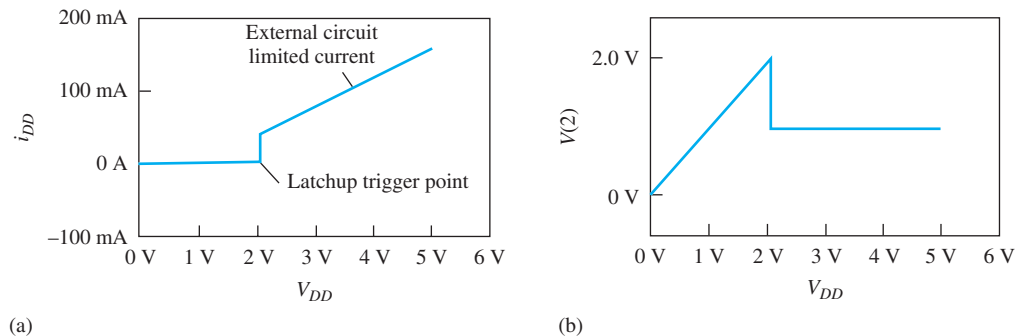 200 mA
External circuit
limited current
100 mA
i_DD
0 A
Latchup trigger point
−100 mA
0 V 1 V 2 V 3 V 4 V 5 V 6 V
V_DD
(a)
2.0 V
V(2)
0 V
0 V 1 V 2 V 3 V 4 V 5 V 6 V
V_DD
(b)